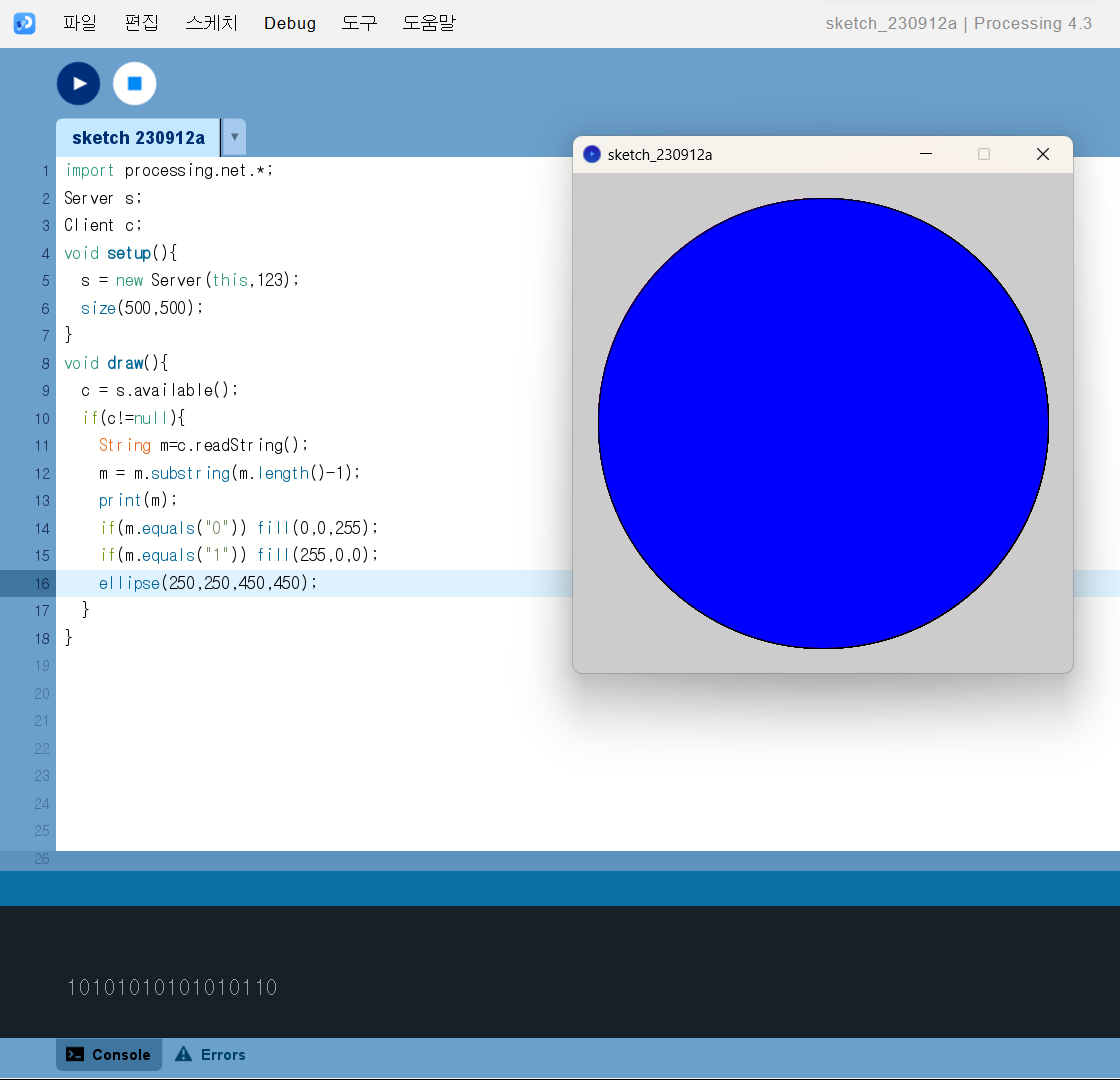 파일 편집 스케치 Debug 도구 도움말 sketch_230912a | Processing 4.3
sketch 230912a
sketch_230912a
1 import processing.net.*;
2 Server s;
3 Client c;
4 void setup(){
5 s = new Server(this,123);
6 size(500,500);
7 }
8 void draw(){
9 c = s.available();
10 if(c!=null){
11 String m=c.readString();
12 m = m.substring(m.length()-1);
13 print(m);
14 if(m.equals("0")) fill(0,0,255);
15 if(m.equals("1")) fill(255,0,0);
16 ellipse(250,250,450,450);
17 }
18 }
19
20
21
22
23
24
25
26
10101010101010110
Console Errors